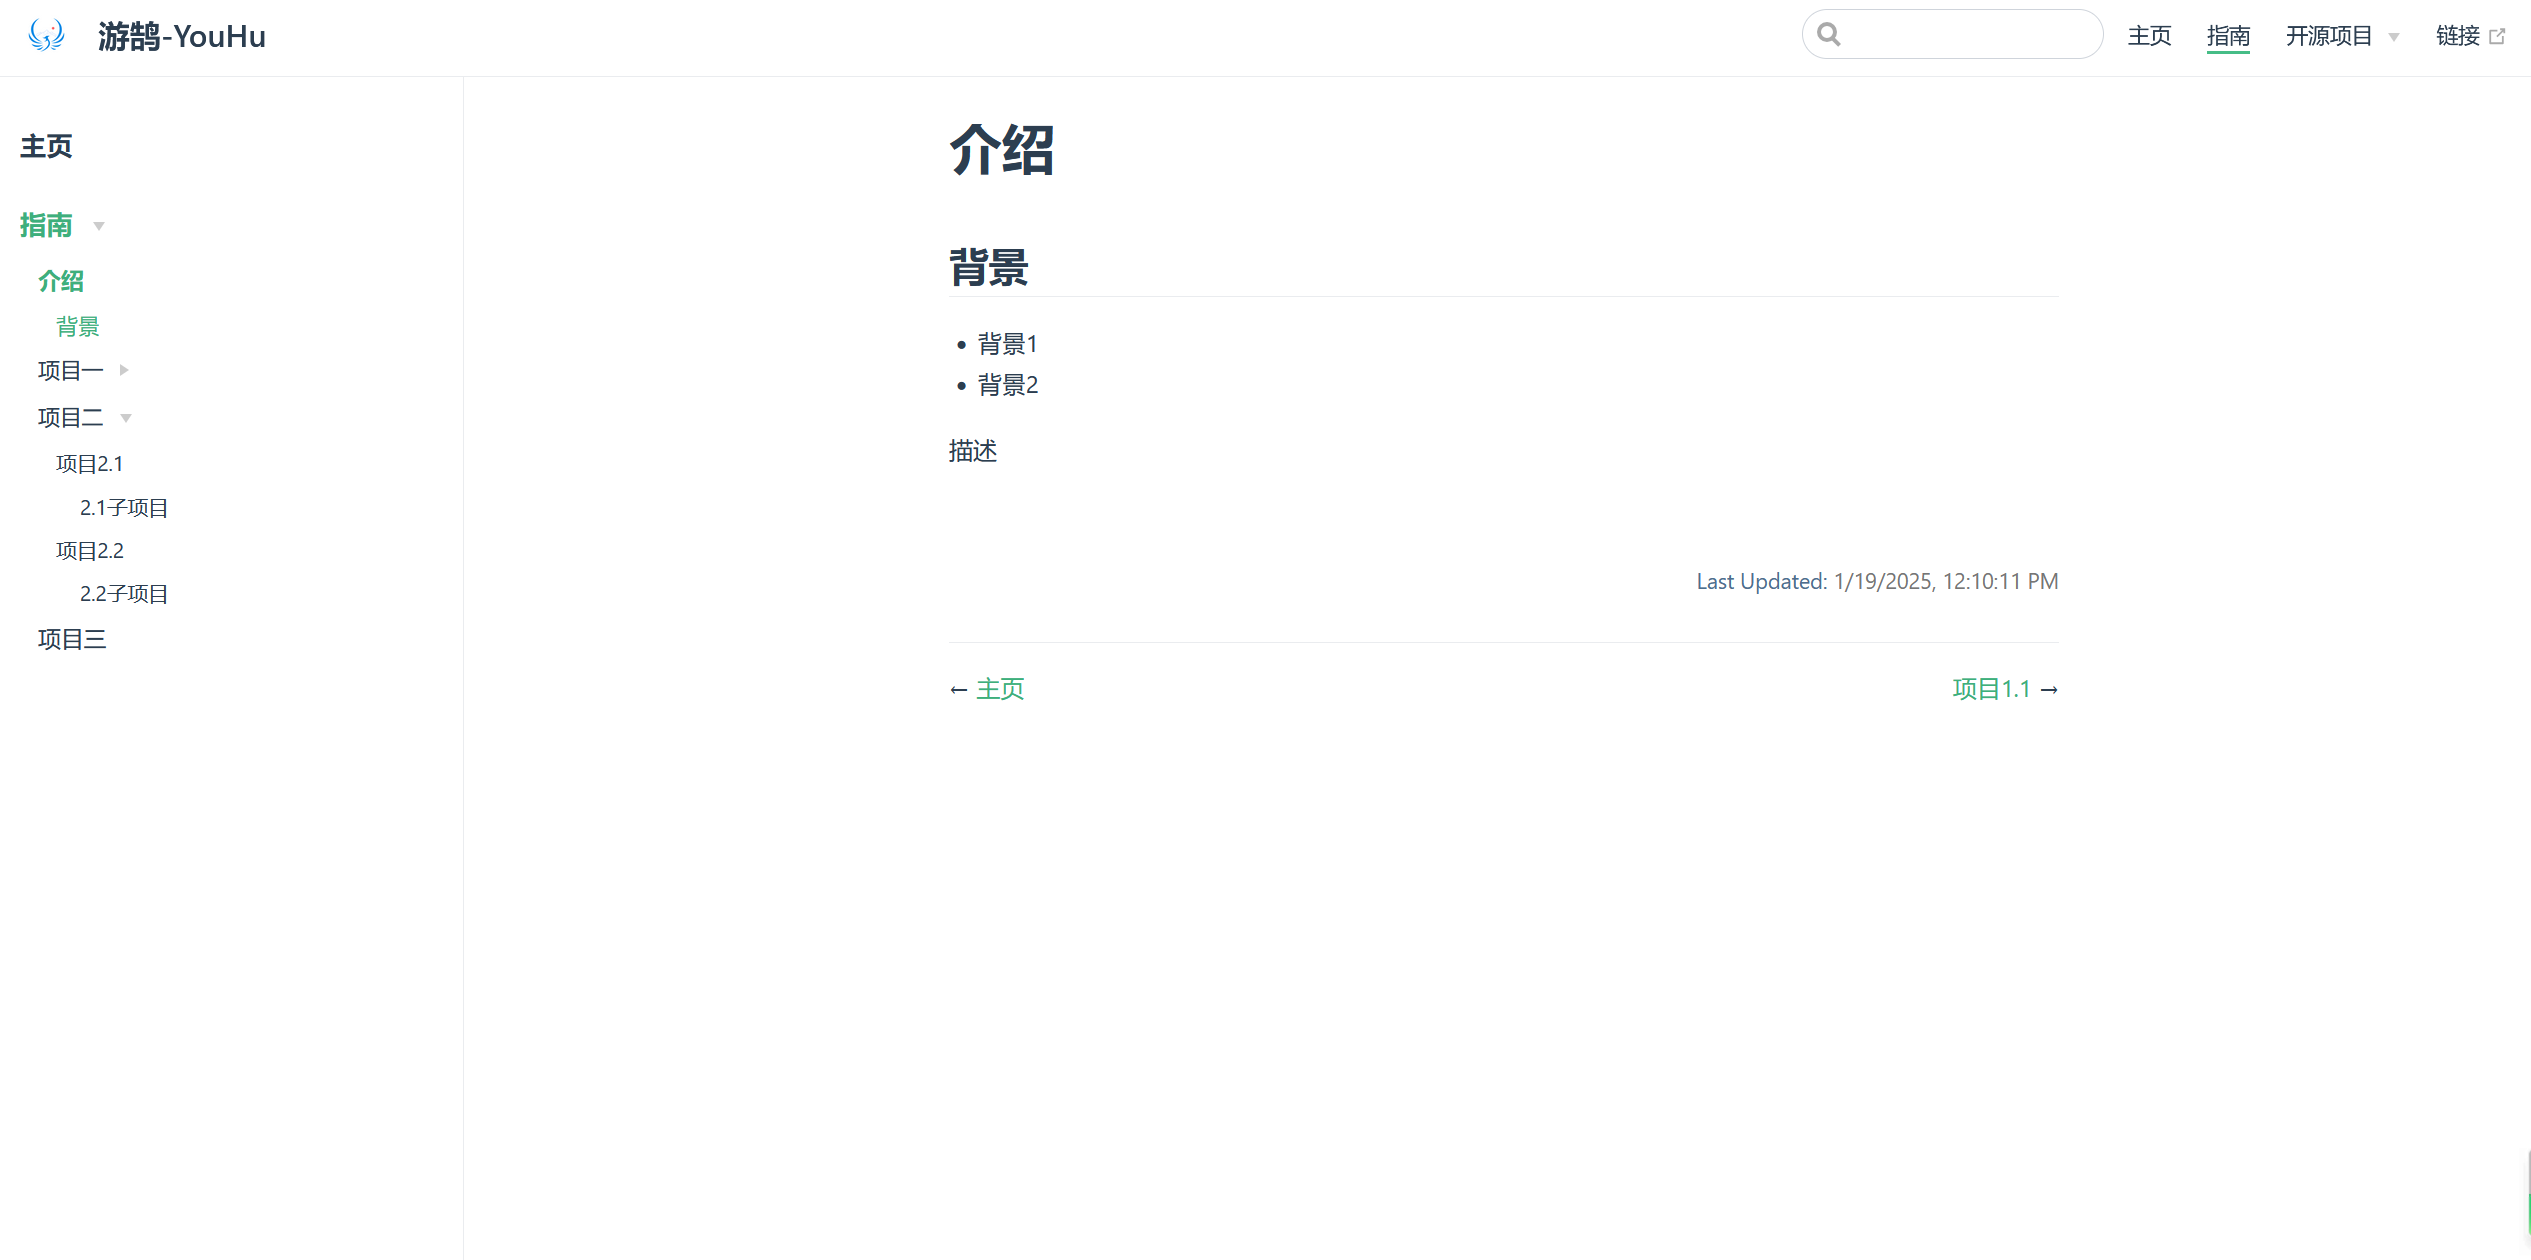 游鹄-YouHu
主页 指南 开源项目 链接
主页
指南
介绍
背景
项目一
项目二
项目2.1
2.1子项目
项目2.2
2.2子项目
项目三
介绍
背景
背景1
背景2
描述
Last Updated: 1/19/2025, 12:10:11 PM
← 主页
项目1.1 →